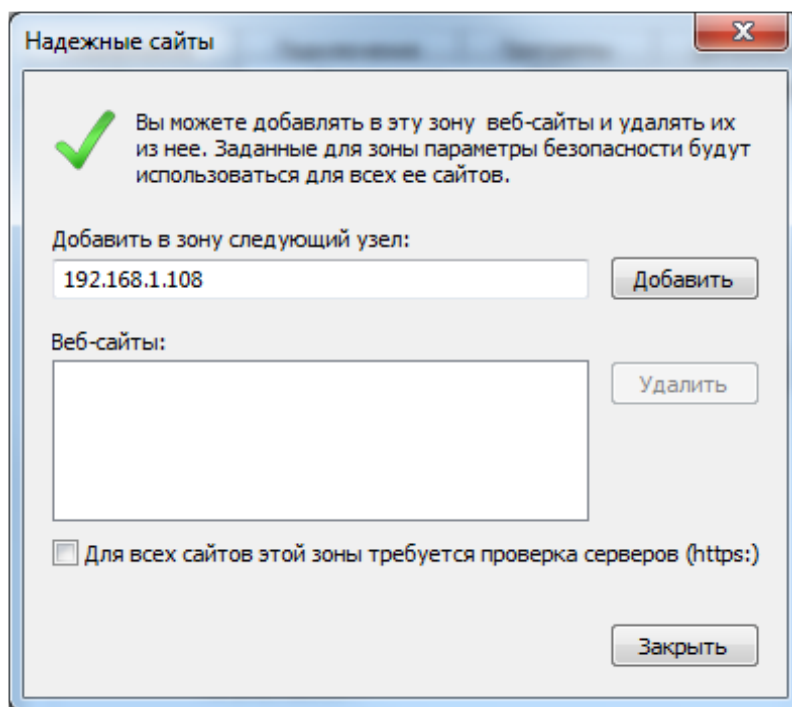 Надежные сайты
Вы можете добавлять в эту зону веб-сайты и удалять их
из нее. Заданные для зоны параметры безопасности будут
использоваться для всех ее сайтов.
Добавить в зону следующий узел:
192.168.1.108
Добавить
Веб-сайты:
Удалить
Для всех сайтов этой зоны требуется проверка серверов (https:)
Закрыть